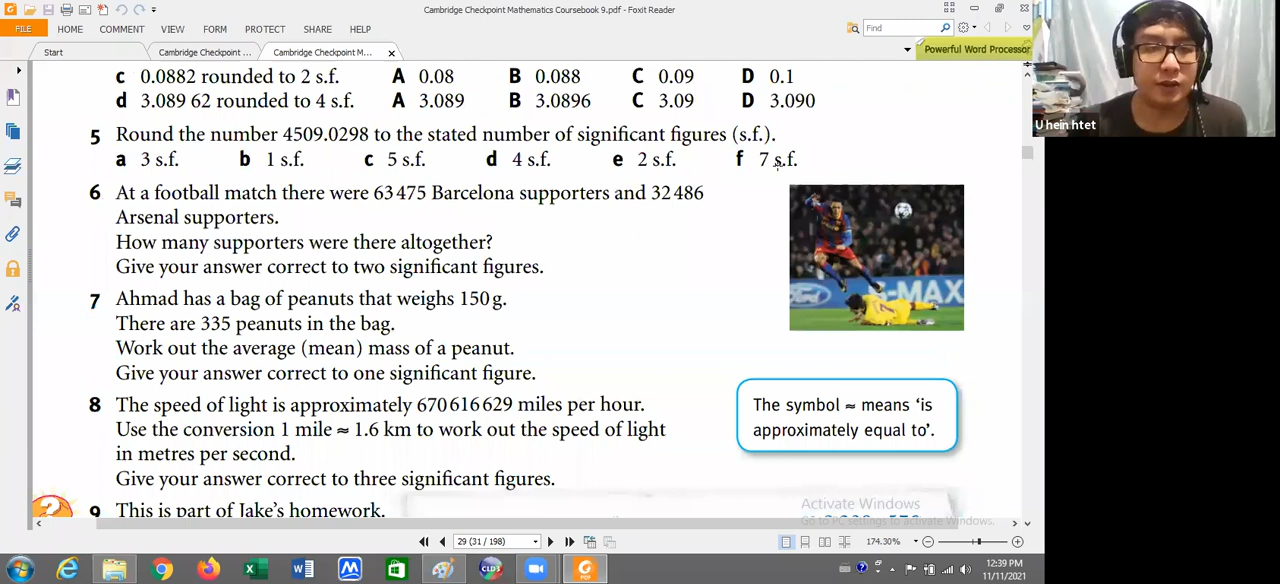 Cambridge Checkpoint Mathematics Coursebook 9.pdf - Foxit Reader
FILE HOME COMMENT VIEW FORM PROTECT SHARE HELP
Find
Start Cambridge Checkpoint ... Cambridge Checkpoint M...
Powerful Word Processor
c 0.0882 rounded to 2 s.f. A 0.08 B 0.088 C 0.09 D 0.1
d 3.089 62 rounded to 4 s.f. A 3.089 B 3.0896 C 3.09 D 3.090
U hein htet
5 Round the number 4509.0298 to the stated number of significant figures (s.f.).
a 3 s.f. b 1 s.f. c 5 s.f. d 4 s.f. e 2 s.f. f 7 s.f.
6 At a football match there were 63 475 Barcelona supporters and 32 486
Arsenal supporters.
How many supporters were there altogether?
Give your answer correct to two significant figures.
7 Ahmad has a bag of peanuts that weighs 150 g.
There are 335 peanuts in the bag.
Work out the average (mean) mass of a peanut.
Give your answer correct to one significant figure.
8 The speed of light is approximately 670 616 629 miles per hour.
Use the conversion 1 mile ≈ 1.6 km to work out the speed of light
in metres per second.
Give your answer correct to three significant figures.
The symbol ≈ means ‘is
approximately equal to’.
9 This is part of Jake’s homework.
Activate Windows
Go to PC settings to activate Windows.
29 (31 / 198)
174.30%
12:39 PM
11/11/2021